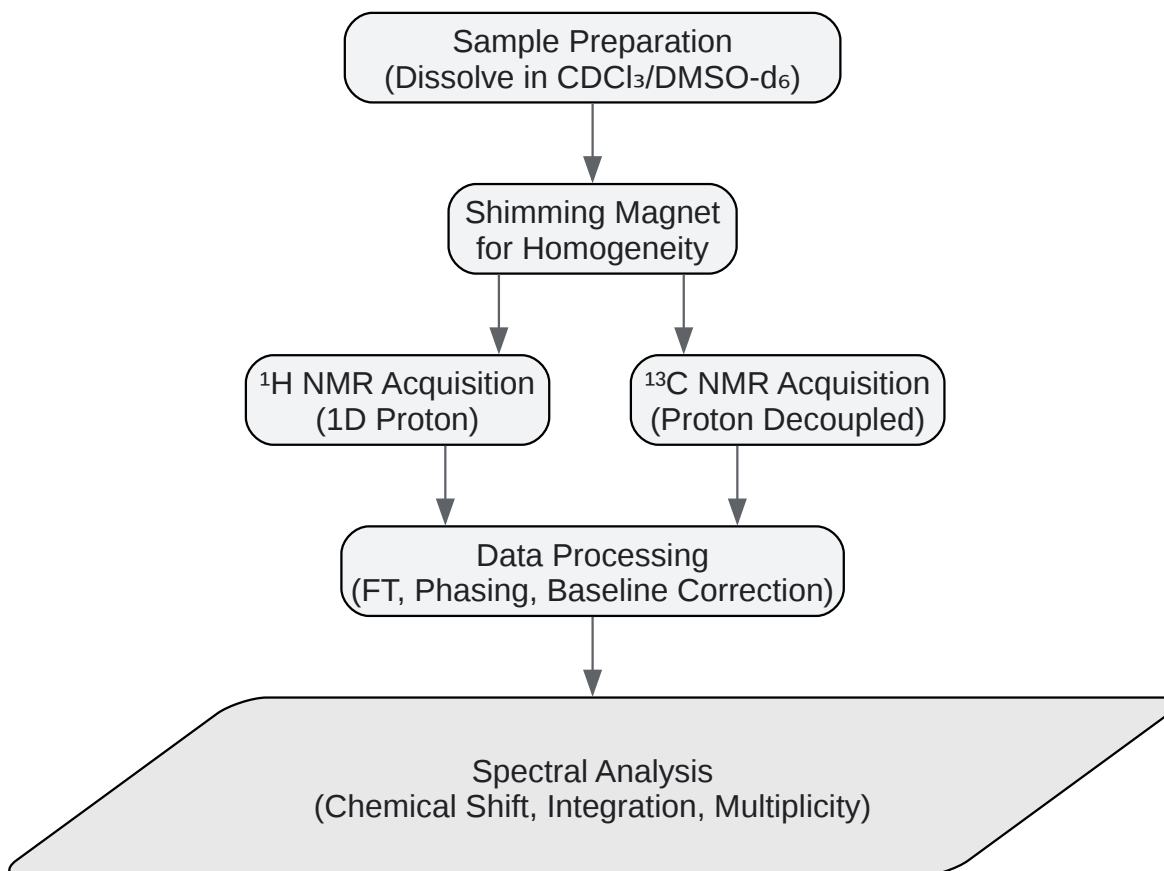 Sample Preparation
(Dissolve in CDCl₃/DMSO-d₆)
Shimming Magnet
for Homogeneity
¹H NMR Acquisition
(1D Proton)
¹³C NMR Acquisition
(Proton Decoupled)
Data Processing
(FT, Phasing, Baseline Correction)
Spectral Analysis
(Chemical Shift, Integration, Multiplicity)